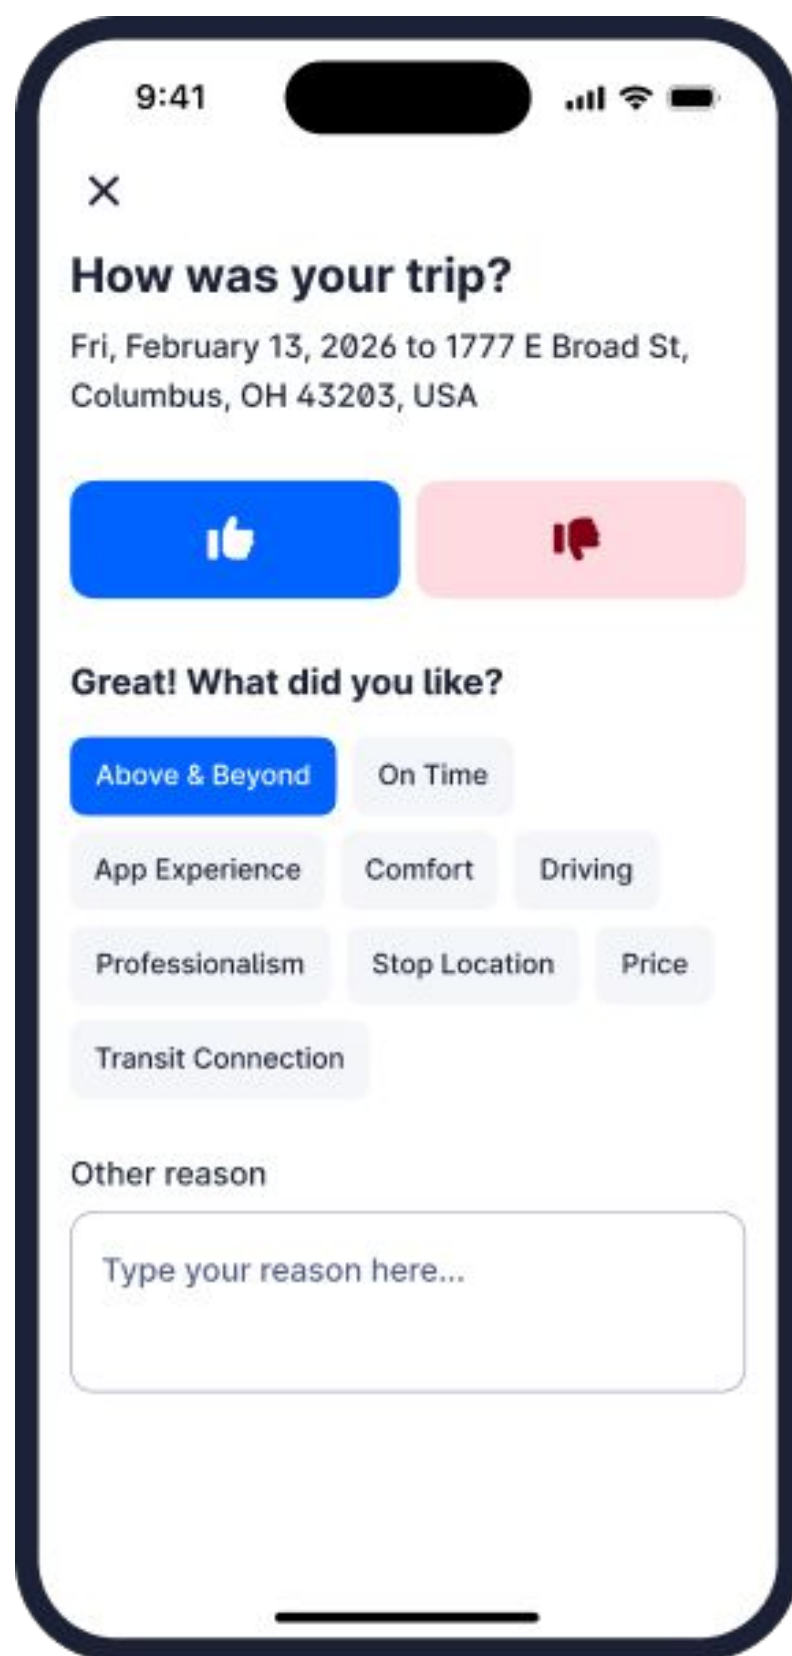 9:41
How was your trip?
Fri, February 13, 2026 to 1777 E Broad St,
Columbus, OH 43203, USA
Great! What did you like?
Above & Beyond On Time
App Experience Comfort Driving
Professionalism Stop Location Price
Transit Connection
Other reason
Type your reason here...